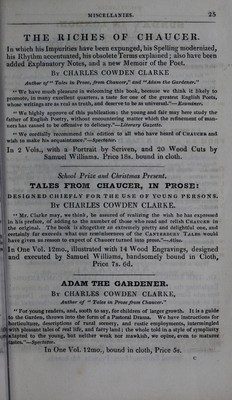 MISCELLANIES. 25
THE RICHES OF CHAUCER.
In which his Impurities have been expunged, his Spelling modernized,
his Rhythm accentuated, his obsolete Terms explained; also have been
added Explanatory Notes, and a new Memoir of the Poet.
By CHARLES COWDEN CLARKE
Author of "Tales in Prose, from Chaucer," and "Adam the Gardener."
"We have much pleasure in welcoming this book, because we think it likely to
promote, in many excellent quarters, a taste for one of the greatest English Poets,
whose writings are as real as truth, and deserve to be as universal."—Examiner.
"We highly approve of this publication: the young and fair may here study the
father of English Poetry, without encountering matter which the refinement of man-
ners has caused to be offensive to delicacy."—Literary Gazette.
"We cordially recommend this edition to all who have heard of CHAUCER and
wish to make his acquaintance."—Spectator.
In 2 Vols., with a Portrait by Scriven, and 20 Wood Cuts by
Samuel Williams. Price 18s. bound in cloth.
School Prize and Christmas Present.
TALES FROM CHAUCER, IN PROSE:
DESIGNED CHIEFLY FOR THE USE OF YOUNG PERSONS.
By CHARLES COWDEN CLARKE.
"Mr. Clarke may, we think, be assured of realizing the wish he has expressed
in his preface, of adding to the number of those who read and relish CHAUCER in
the original. The book is altogether an extremely pretty and delightful one, and
certainly far exceeds what our reminiscences of the CANTERBURY TALES would
have given us reason to expect of Chaucer turned into prose."—Atlas.
In One Vol. 12mo, illustrated with 14 Wood Engravings, designed
and executed by Samuel Williams, handsomely bound in Cloth,
Price 7s. 6d.
ADAM THE GARDENER.
By CHARLES COWDEN CLARKE,
Author of "Tales in Prose from Chaucer."
"For young readers, and, sooth to say, for children of larger growth. It is a guide
to the Garden, thrown into the form of a Pastoral Drama. We have instructions for
horticulture, descriptions of rural scenery, and rustic employments, intermingled
with pleasant tales of real life, and fairy land: the whole told in a style of sympathy
adapted to the young, but neither weak nor mawkish, we opine, even to maturer
tastes."—Spectator.
In One Vol. 12mo., bound in cloth, Price 5s.
C